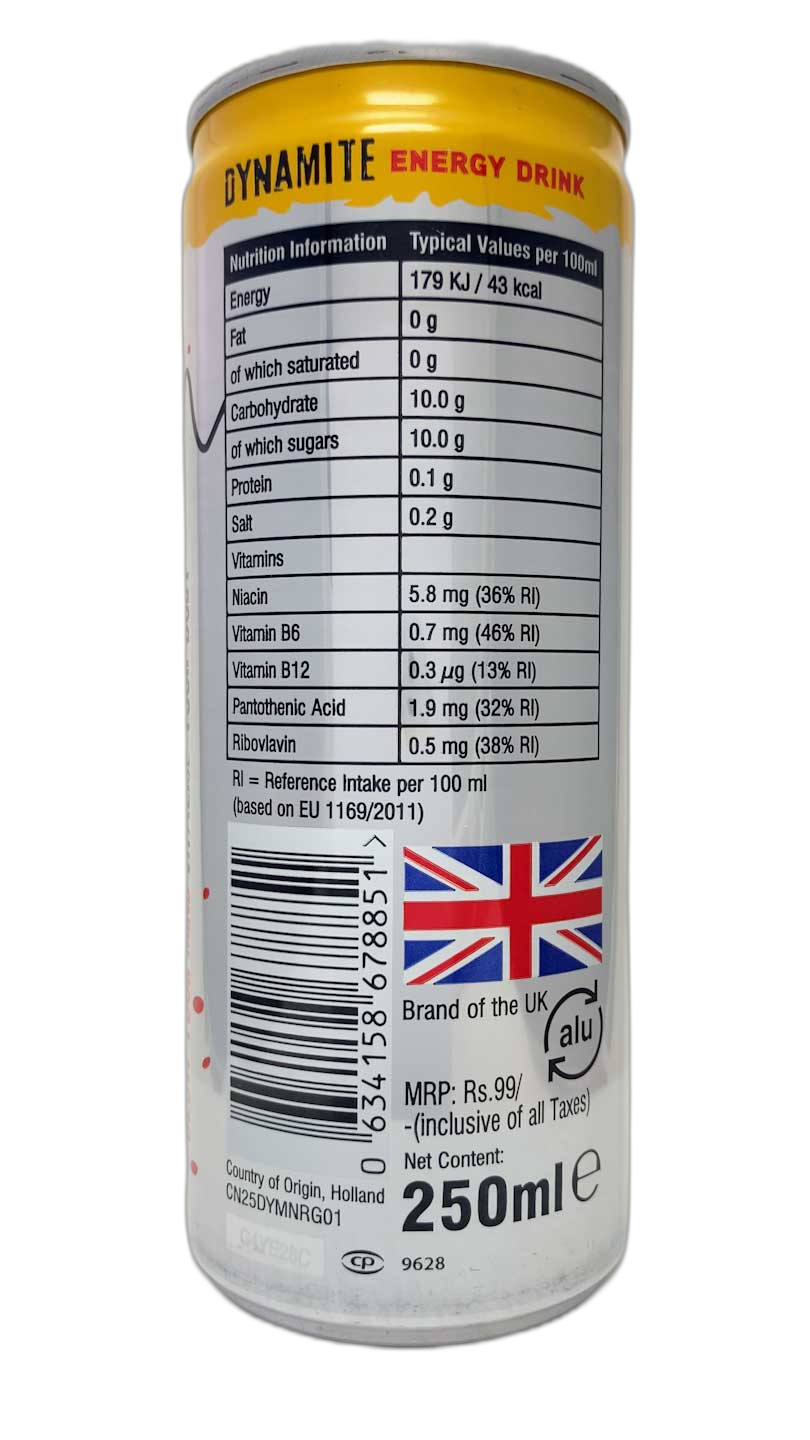 DYNAMITE ENERGY DRINK
Nutrition Information Typical Values per 100ml
Energy 179 KJ / 43 kcal
Fat 0 g
of which saturated 0 g
Carbohydrate 10.0 g
of which sugars 10.0 g
Protein 0.1 g
Salt 0.2 g
Vitamins
Niacin 5.8 mg (36% RI)
Vitamin B6 0.7 mg (46% RI)
Vitamin B12 0.3 µg (13% RI)
Pantothenic Acid 1.9 mg (32% RI)
Ribovlavin 0.5 mg (38% RI)
RI = Reference Intake per 100 ml
(based on EU 1169/2011)
0 634158 678851 >
Brand of the UK
alu
MRP: Rs.99/
-(inclusive of all Taxes)
Net Content:
250ml e
Country of Origin, Holland
CN25DYMNRG01
CP 9628